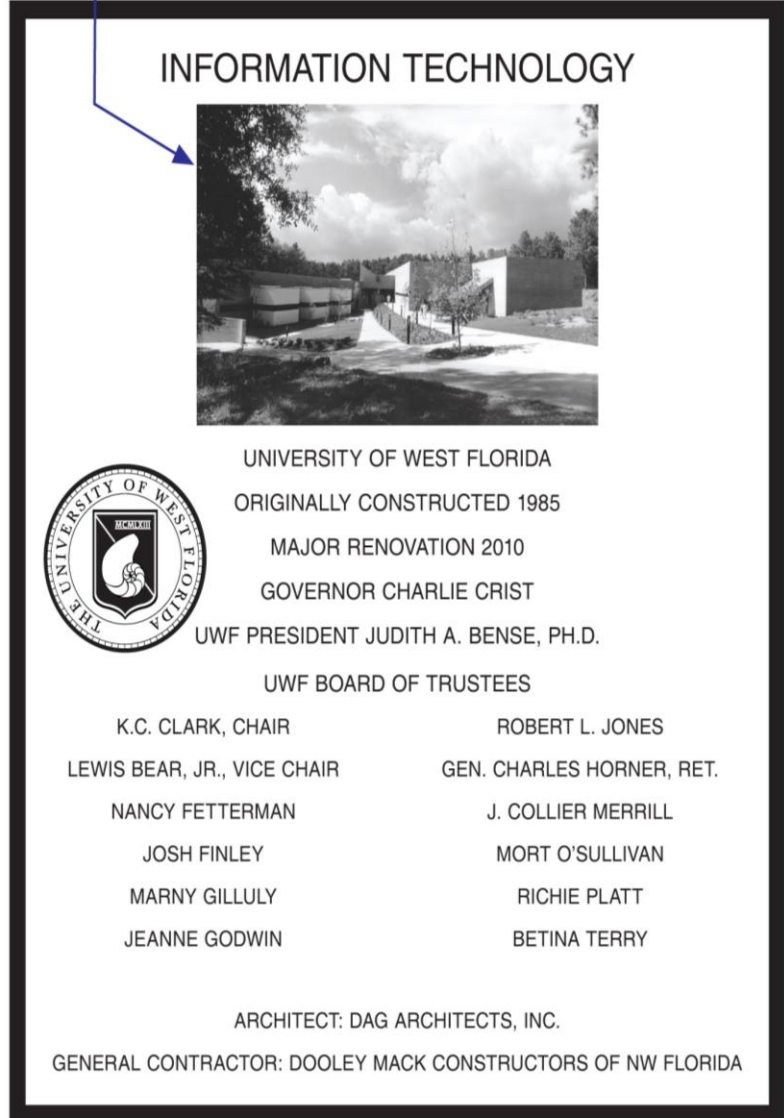 INFORMATION TECHNOLOGY
THE UNIVERSITY OF WEST FLORIDA
MCMLXIII
UNIVERSITY OF WEST FLORIDA
ORIGINALLY CONSTRUCTED 1985
MAJOR RENOVATION 2010
GOVERNOR CHARLIE CRIST
UWF PRESIDENT JUDITH A. BENSE, PH.D.
UWF BOARD OF TRUSTEES
K.C. CLARK, CHAIR
LEWIS BEAR, JR., VICE CHAIR
NANCY FETTERMAN
JOSH FINLEY
MARNY GILLULY
JEANNE GODWIN
ROBERT L. JONES
GEN. CHARLES HORNER, RET.
J. COLLIER MERRILL
MORT O'SULLIVAN
RICHIE PLATT
BETINA TERRY
ARCHITECT: DAG ARCHITECTS, INC.
GENERAL CONTRACTOR: DOOLEY MACK CONSTRUCTORS OF NW FLORIDA